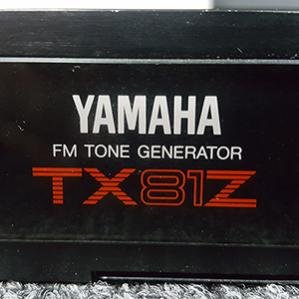 YAMAHA
FM TONE GENERATOR
TX81Z